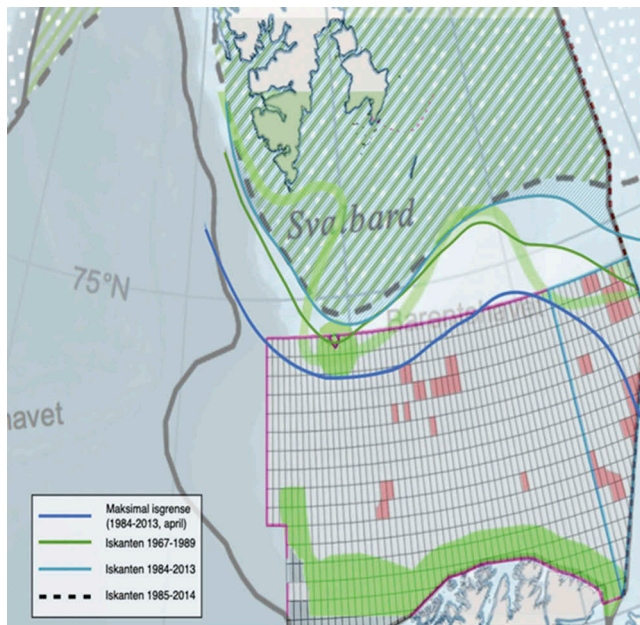 Svalbard
75°N
Barentshavet
havet
Maksimal isgrense
(1984-2013, april)
Iskanten 1967-1989
Iskanten 1984-2013
Iskanten 1985-2014